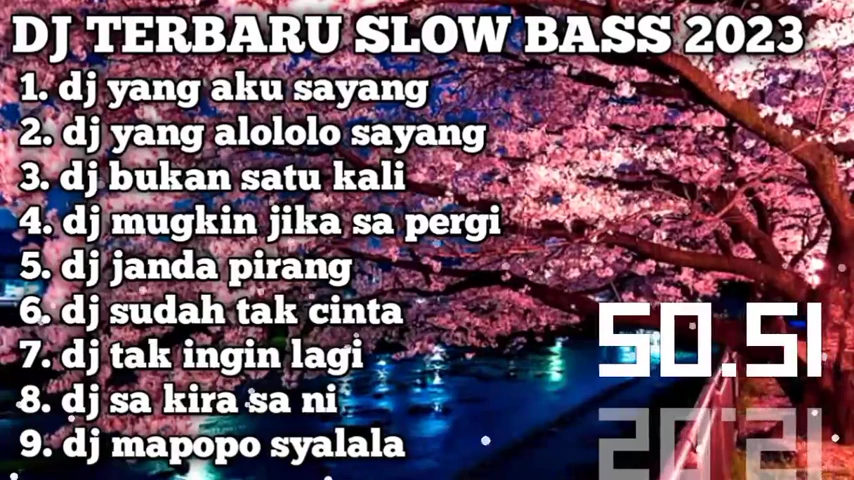 DJ TERBARU SLOW BASS 2023
1. dj yang aku sayang
2. dj yang alololo sayang
3. dj bukan satu kali
4. dj mugkin jika sa pergi
5. dj janda pirang
6. dj sudah tak cinta
7. dj tak ingin lagi
8. dj sa kira sa ni
9. dj mapopo syalala
50.51